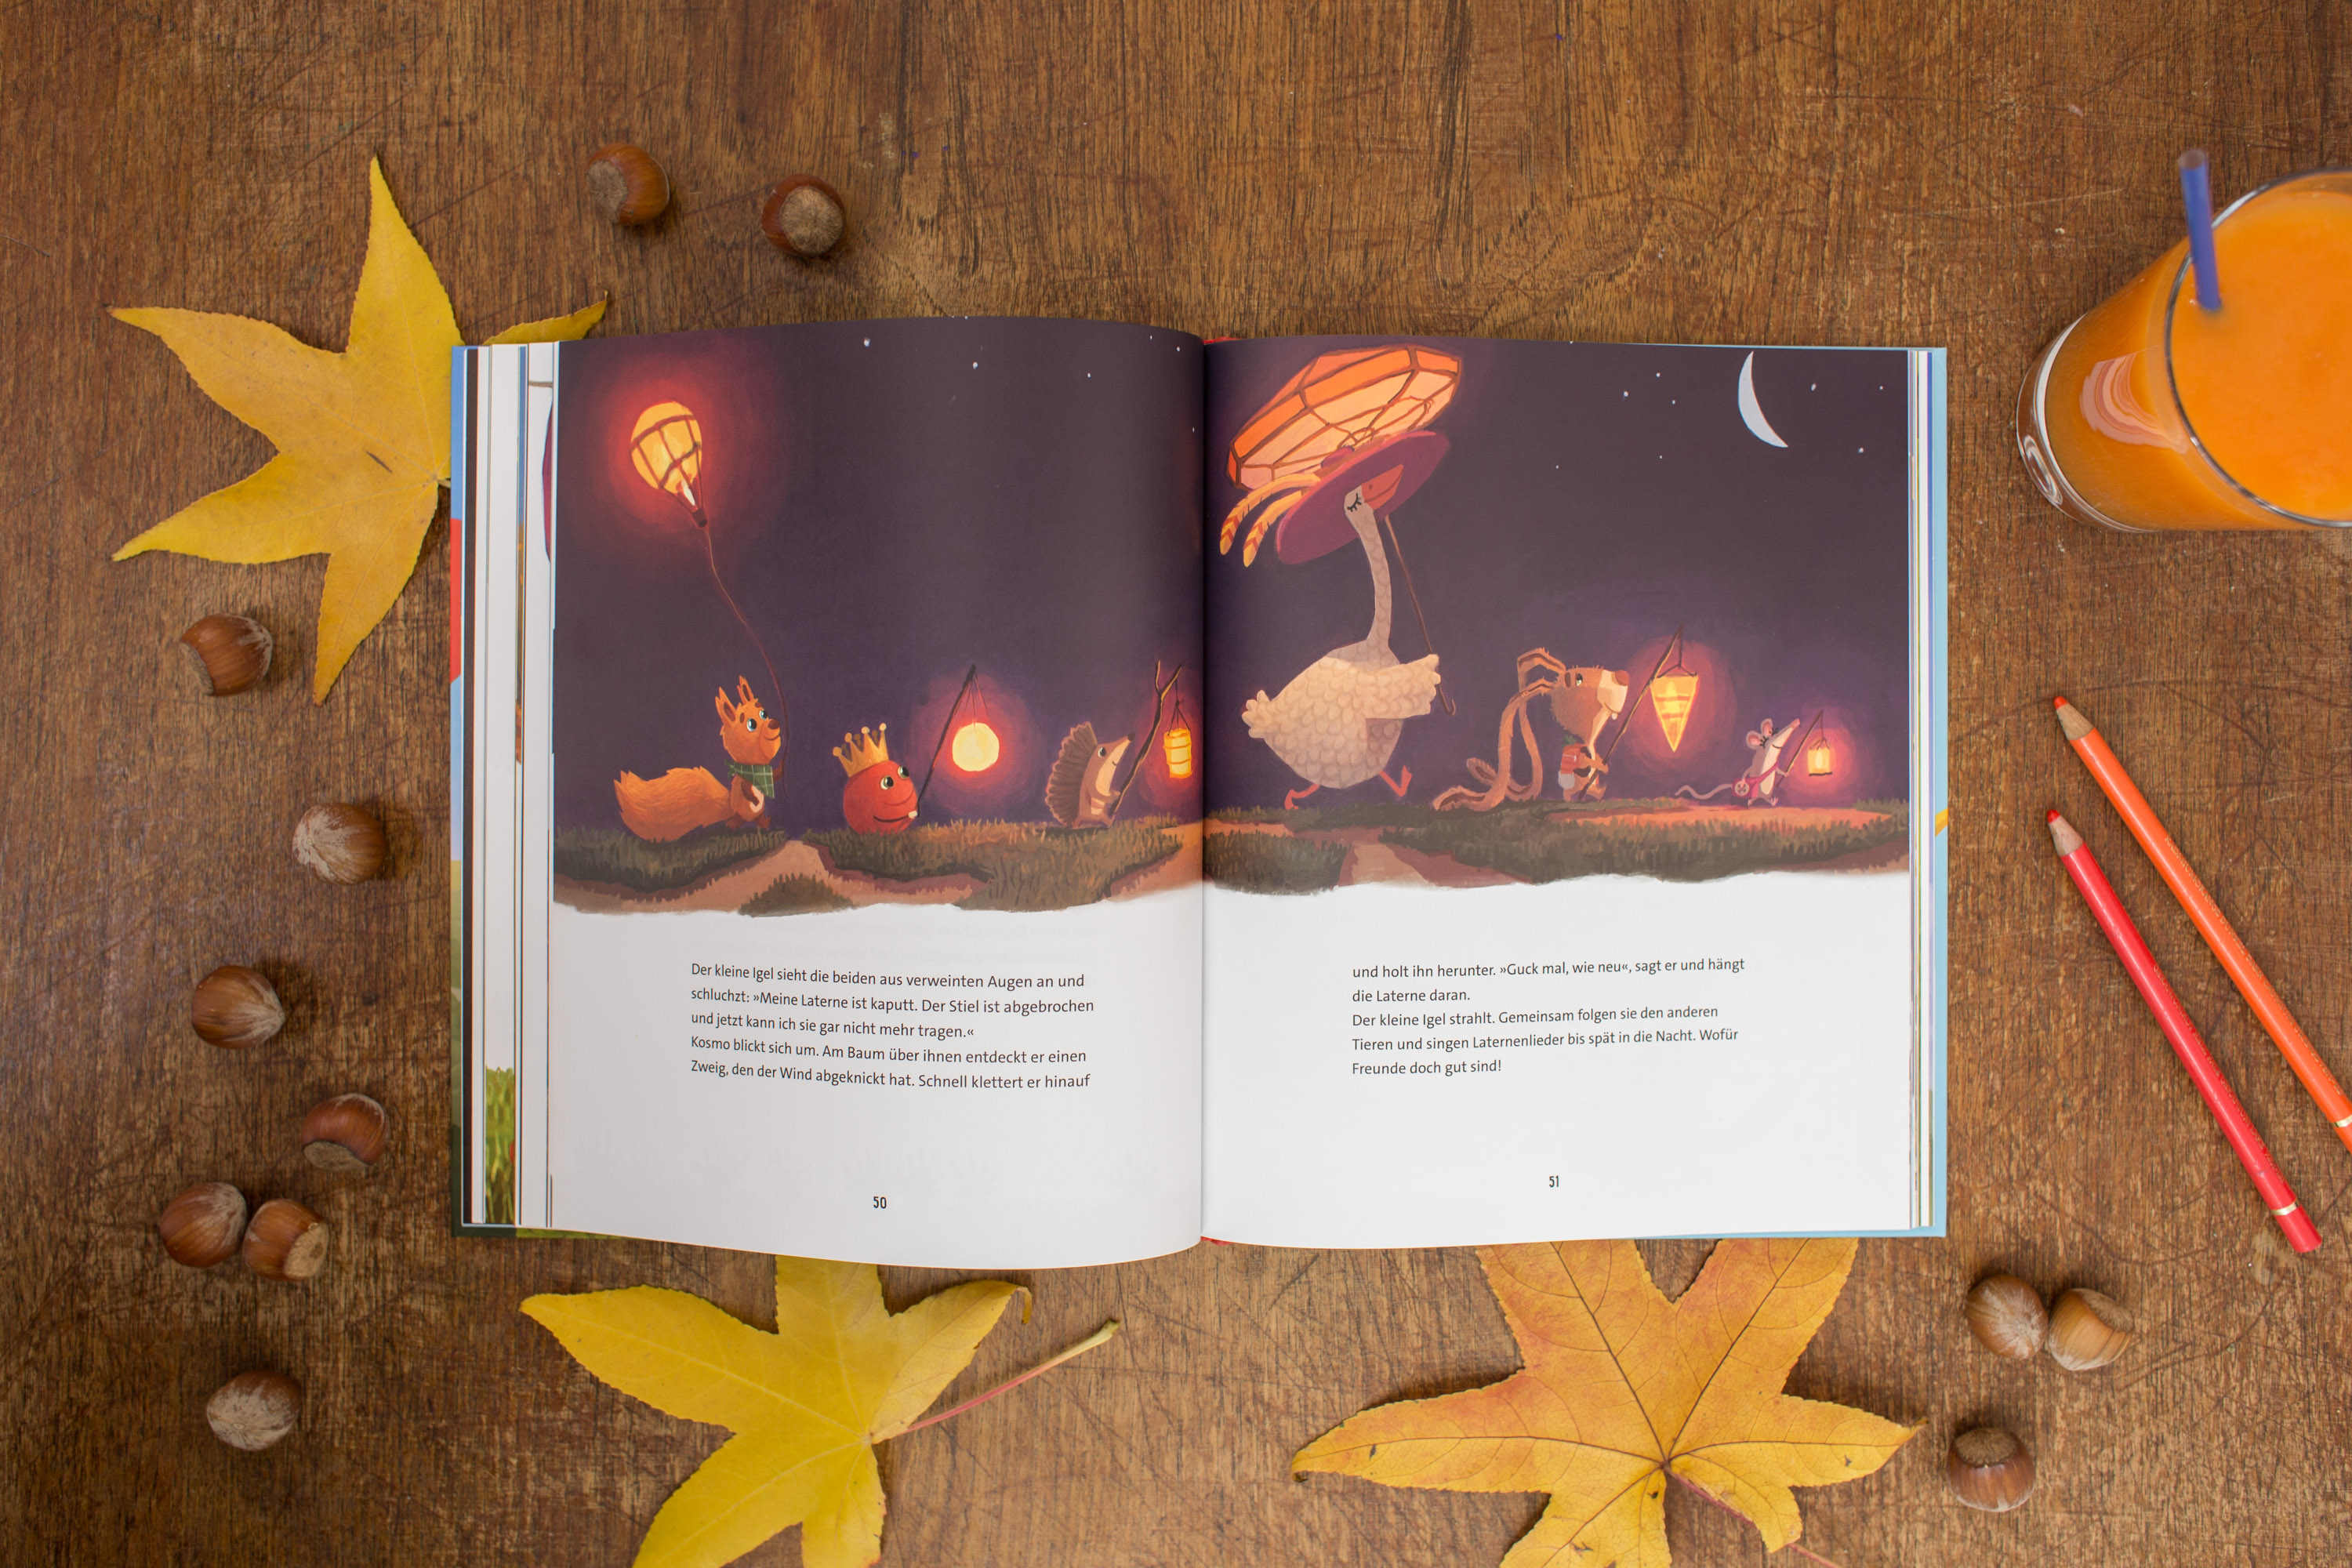 Der kleine Igel sieht die beiden aus verweinten Augen an und
schluchzt: »Meine Laterne ist kaputt. Der Stiel ist abgebrochen
und jetzt kann ich sie gar nicht mehr tragen.«
Kosmo blickt sich um. Am Baum über ihnen entdeckt er einen
Zweig, den der Wind abgeknickt hat. Schnell klettert er hinauf
50
und holt ihn herunter. »Guck mal, wie neu«, sagt er und hängt
die Laterne daran.
Der kleine Igel strahlt. Gemeinsam folgen sie den anderen
Tieren und singen Laternenlieder bis spät in die Nacht. Wofür
Freunde doch gut sind!
51